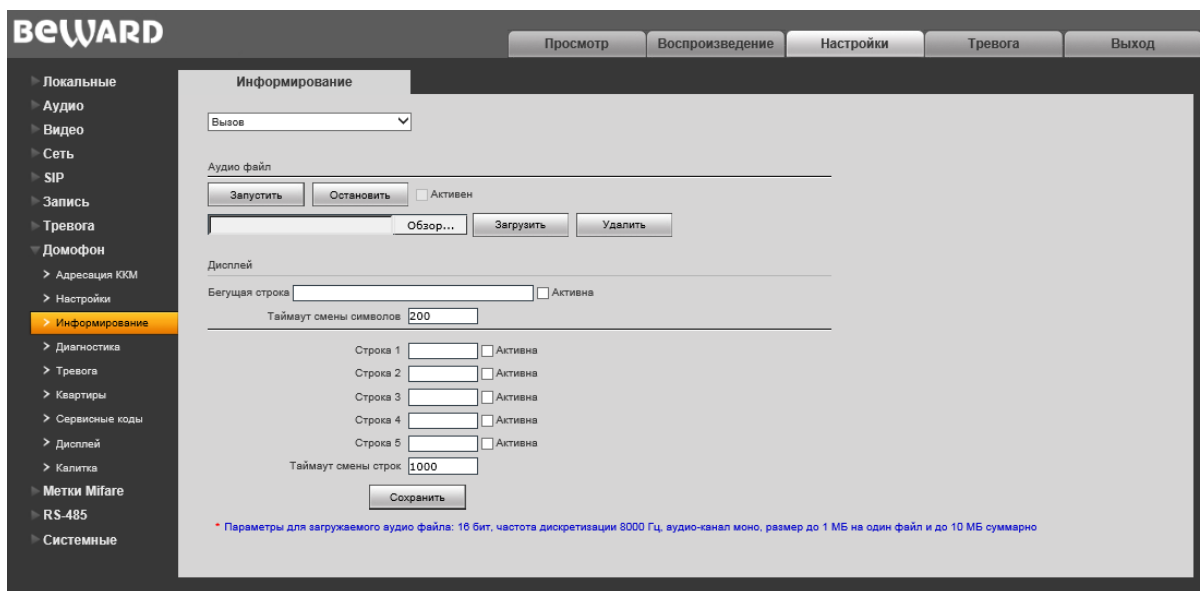 BEWARD
Просмотр Воспроизведение Настройки Тревога Выход
Локальные
Аудио
Видео
Сеть
SIP
Запись
Тревога
Домофон
Адресация ККМ
Настройки
Информирование
Диагностика
Тревога
Квартиры
Сервисные коды
Дисплей
Калитка
Метки Mifare
RS-485
Системные
Информирование
Вызов
Аудио файл
Запустить Остановить Активен
Обзор... Загрузить Удалить
Дисплей
Бегущая строка Активна
Таймаут смены символов 200
Строка 1 Активна
Строка 2 Активна
Строка 3 Активна
Строка 4 Активна
Строка 5 Активна
Таймаут смены строк 1000
Сохранить
* Параметры для загружаемого аудио файла: 16 бит, частота дискретизации 8000 Гц, аудио-канал моно, размер до 1 МБ на один файл и до 10 МБ суммарно